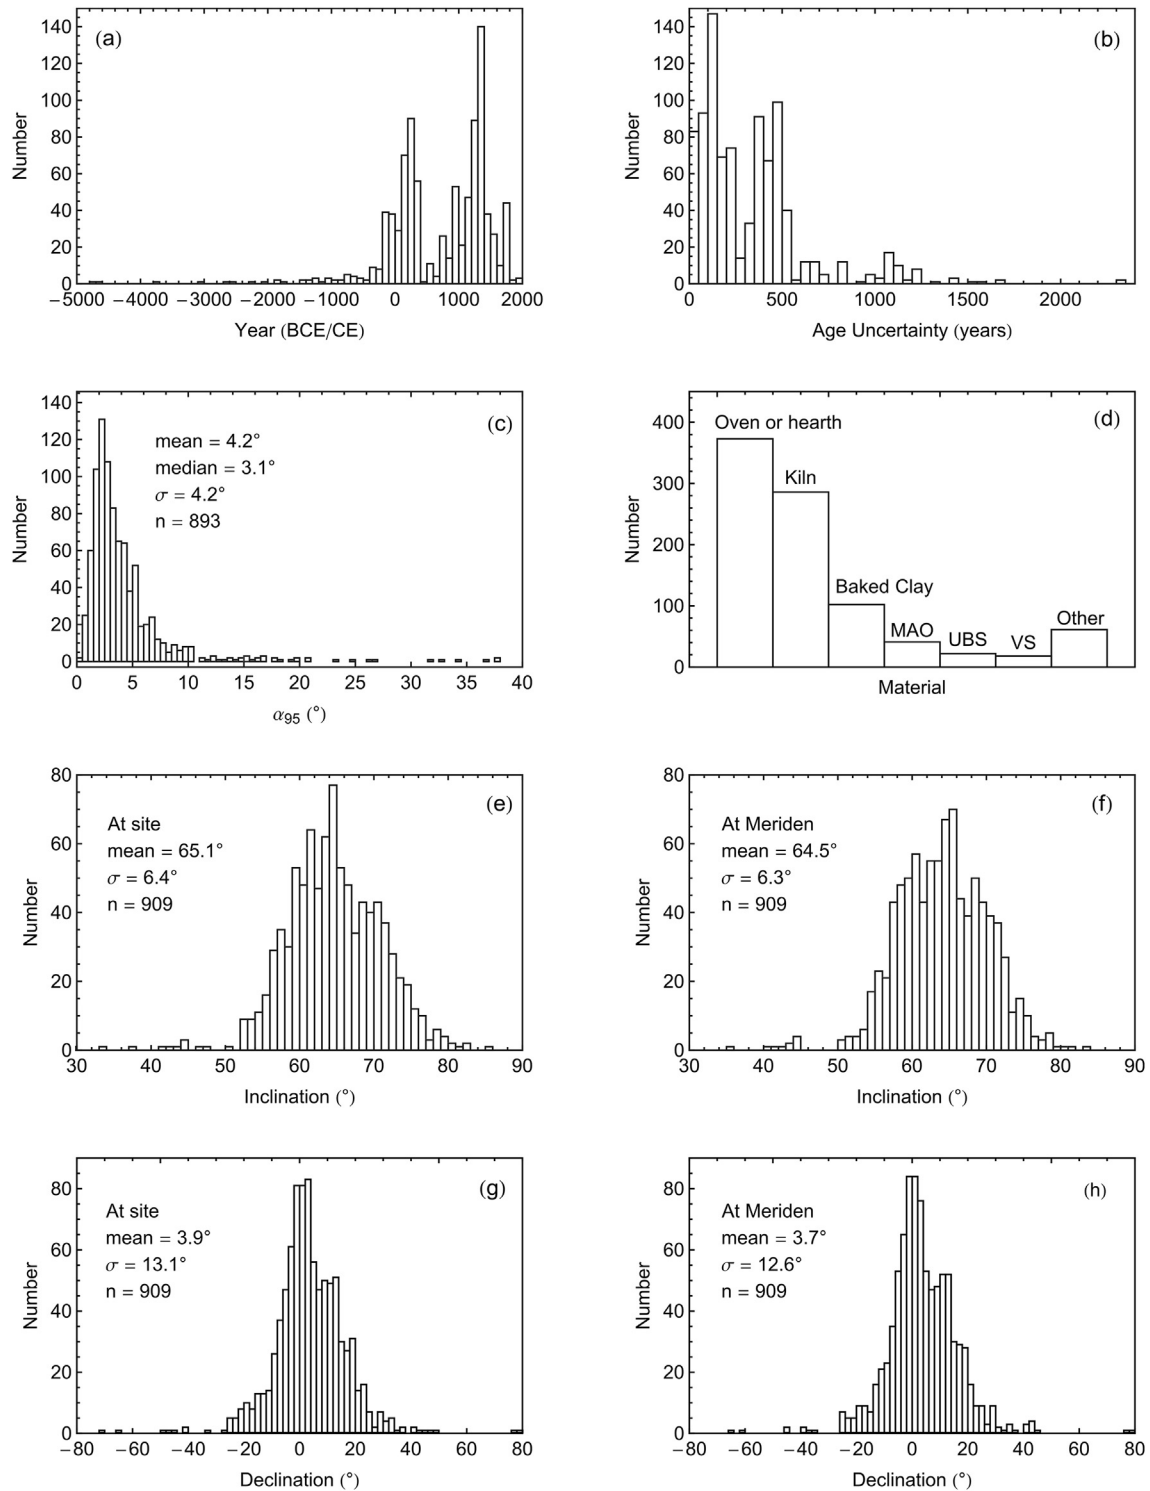 (a)
Number
140
120
100
80
60
40
20
0
−5000 −4000 −3000 −2000 −1000 0 1000 2000
Year (BCE/CE)
(b)
Number
140
120
100
80
60
40
20
0
0 500 1000 1500 2000
Age Uncertainty (years)
(c)
mean = 4.2°
median = 3.1°
σ = 4.2°
n = 893
Number
140
120
100
80
60
40
20
0
0 5 10 15 20 25 30 35 40
α95 (°)
(d)
Number
400
300
200
100
0
Oven or hearth
Kiln
Baked Clay
MAO
UBS
VS
Other
Material
(e)
At site
mean = 65.1°
σ = 6.4°
n = 909
Number
80
60
40
20
0
30 40 50 60 70 80 90
Inclination (°)
(f)
At Meriden
mean = 64.5°
σ = 6.3°
n = 909
Number
80
60
40
20
0
30 40 50 60 70 80 90
Inclination (°)
(g)
At site
mean = 3.9°
σ = 13.1°
n = 909
Number
80
60
40
20
0
−80 −60 −40 −20 0 20 40 60 80
Declination (°)
(h)
At Meriden
mean = 3.7°
σ = 12.6°
n = 909
Number
80
60
40
20
0
−80 −60 −40 −20 0 20 40 60 80
Declination (°)